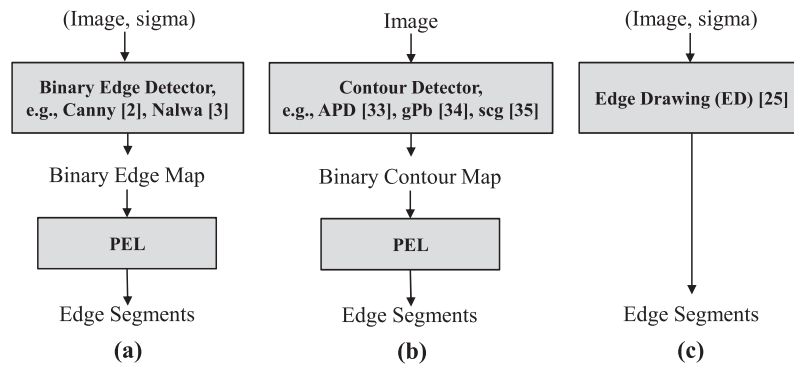 (Image, sigma)
Binary Edge Detector,
e.g., Canny [2], Nalwa [3]
Binary Edge Map
PEL
Edge Segments
(a)
Image
Contour Detector,
e.g., APD [33], gPb [34], scg [35]
Binary Contour Map
PEL
Edge Segments
(b)
(Image, sigma)
Edge Drawing (ED) [25]
Edge Segments
(c)